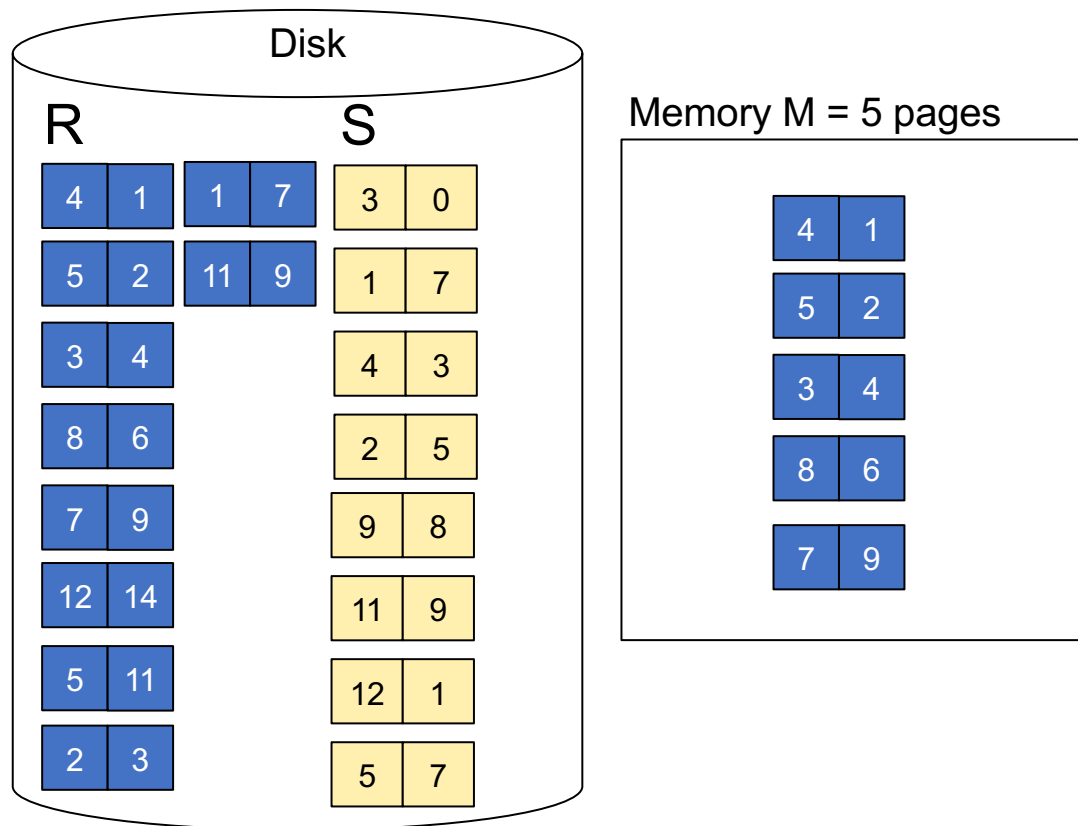 Disk
R S
Memory M = 5 pages
4 1 1 7 3 0
5 2 11 9 1 7
3 4 4 3
8 6 2 5
7 9 9 8
12 14 11 9
5 11 12 1
2 3 5 7
4 1
5 2
3 4
8 6
7 9